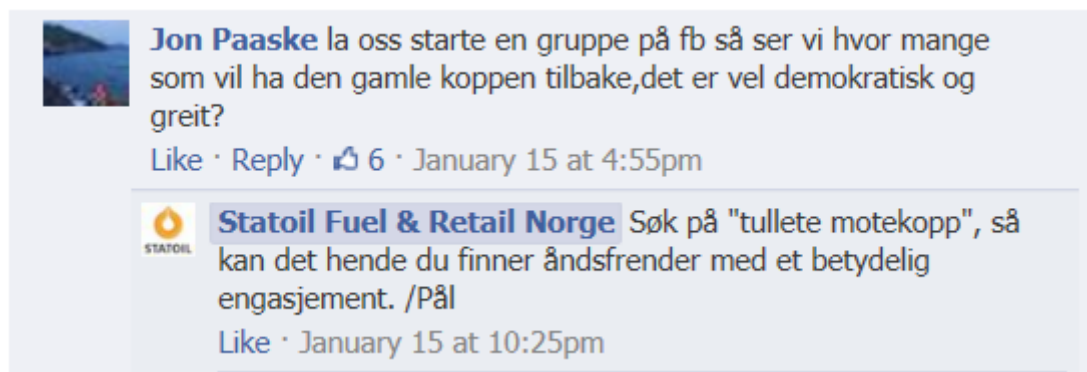 Jon Paaske la oss starte en gruppe på fb så ser vi hvor mange
som vil ha den gamle koppen tilbake,det er vel demokratisk og
greit?
Like · Reply · 6 · January 15 at 4:55pm
Statoil Fuel & Retail Norge Søk på "tullete motekopp", så
kan det hende du finner åndsfrender med et betydelig
engasjement. /Pål
STATOIL
Like · January 15 at 10:25pm